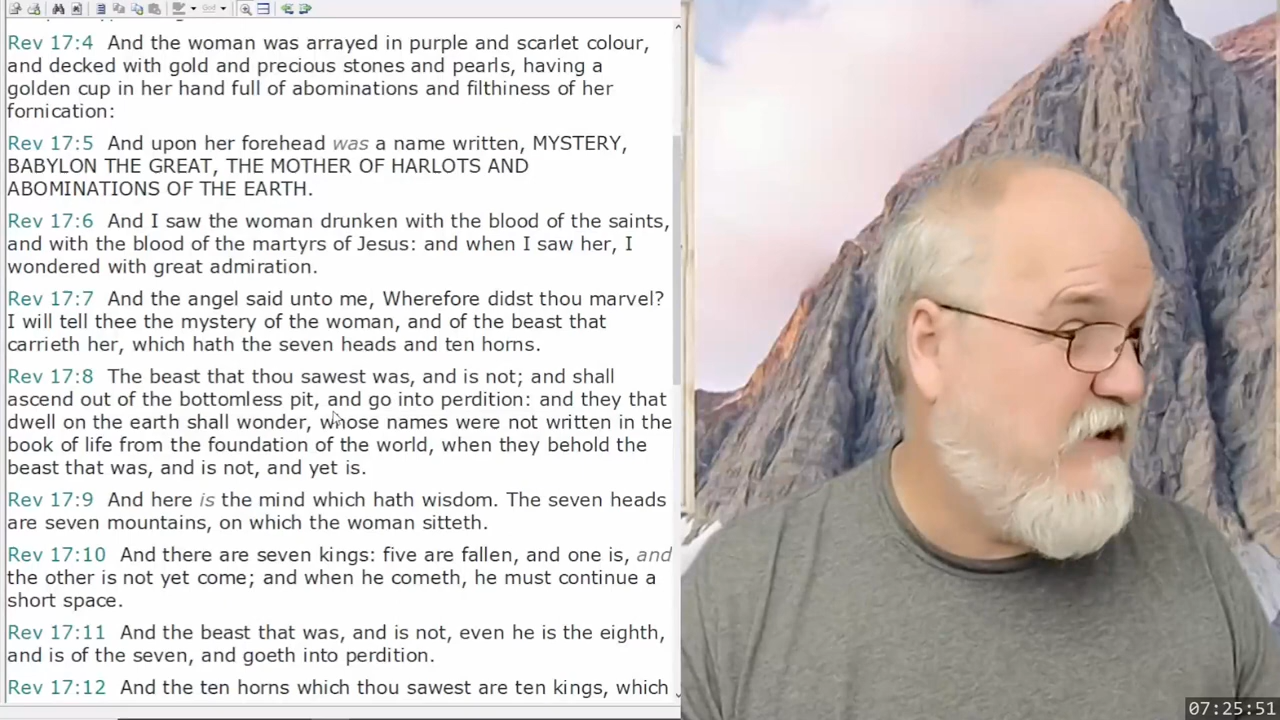 Rev 17:4 And the woman was arrayed in purple and scarlet colour,
and decked with gold and precious stones and pearls, having a
golden cup in her hand full of abominations and filthiness of her
fornication:
Rev 17:5 And upon her forehead was a name written, MYSTERY,
BABYLON THE GREAT, THE MOTHER OF HARLOTS AND
ABOMINATIONS OF THE EARTH.
Rev 17:6 And I saw the woman drunken with the blood of the saints,
and with the blood of the martyrs of Jesus: and when I saw her, I
wondered with great admiration.
Rev 17:7 And the angel said unto me, Wherefore didst thou marvel?
I will tell thee the mystery of the woman, and of the beast that
carrieth her, which hath the seven heads and ten horns.
Rev 17:8 The beast that thou sawest was, and is not; and shall
ascend out of the bottomless pit, and go into perdition: and they that
dwell on the earth shall wonder, whose names were not written in the
book of life from the foundation of the world, when they behold the
beast that was, and is not, and yet is.
Rev 17:9 And here is the mind which hath wisdom. The seven heads
are seven mountains, on which the woman sitteth.
Rev 17:10 And there are seven kings: five are fallen, and one is, and
the other is not yet come; and when he cometh, he must continue a
short space.
Rev 17:11 And the beast that was, and is not, even he is the eighth,
and is of the seven, and goeth into perdition.
Rev 17:12 And the ten horns which thou sawest are ten kings, which
07:25:51